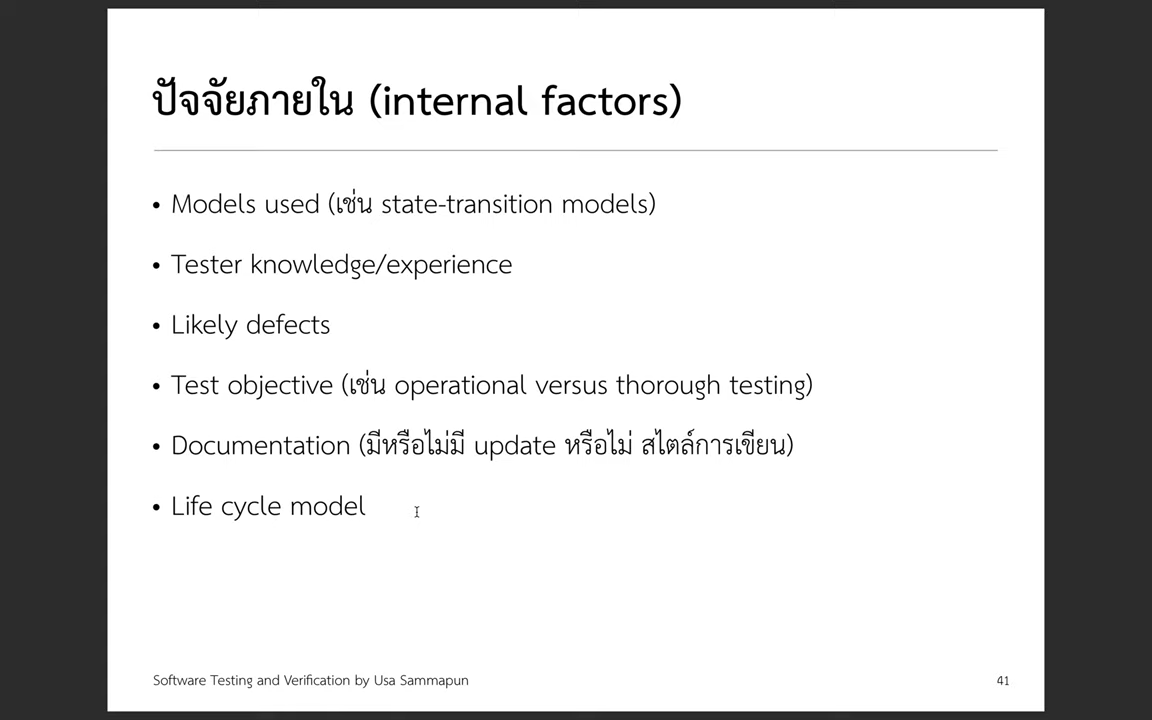 ปัจจัยภายใน (internal factors)
• Models used (เช่น state-transition models)
• Tester knowledge/experience
• Likely defects
• Test objective (เช่น operational versus thorough testing)
• Documentation (มีหรือไม่มี update หรือไม่ สไตล์การเขียน)
• Life cycle model
Software Testing and Verification by Usa Sammapun
41